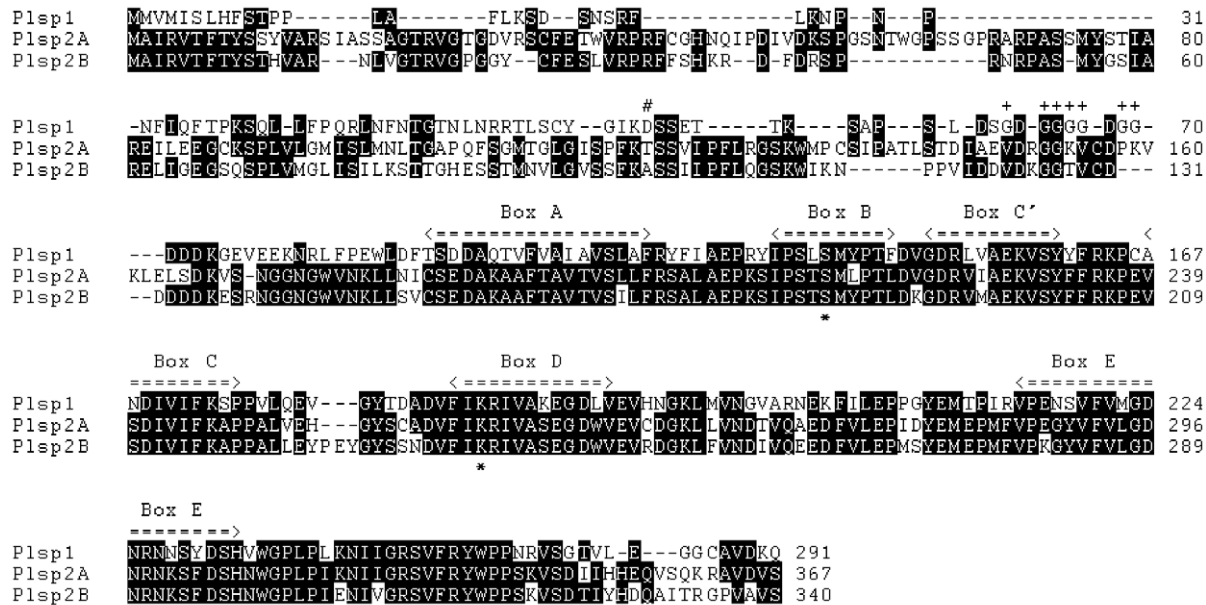 Plsp1 MMVMISLHFSTPP------LA-------FLKSD--SNSRF------------LKNP--N--P------------------ 31
Plsp2A MAIRVTFTYSSYVARSIASSAGTRVGTGDVRSCFETWVRPRFCGHNQIPDIVDKSPGSNTWGPSSGPRARPASSMYSTIA 80
Plsp2B MAIRVTFTYSTHVAR---NLVGTRVGPGGY--CFESLVRPRFFSHKR--D-FDRSP-----------RNRPAS-MYGSIA 60
# + ++++ ++
Plsp1 -NFIQFTPKSQL-LFPQRLNFNTGTNLNRRTLSCY--GIKDSSET-----TK----SAP---S-L-DSGD-GGGG-DGG- 70
Plsp2A REILEEGCKSPLVLGMISLMNLTGAPQFSGMTGLGISPFKTSSVIPFLRGSKWMPCSIPATLSTDIAEVDRGGKVCDPKV 160
Plsp2B RELIGEGSQSPLVMGLISILKSTTGHESSTMNVLGVSSFKASSIIPFLQGSKWIKN------PPVIDDVDKGGTVCD--- 131
Box A Box B Box C´
<===============> <=======> <=========> <
Plsp1 ---DDDDKGEVEEKNRLFPEWLDFTSDDAQTVFVAIAVSLAFRYFIAEPRYIPSLSMYPTFDVGDRLVAEKVSYYFRKPCA 167
Plsp2A KLELSDKVS-NGGNGWVNKLLNICSEDAKAAFTAVTVSLLFRSALAEPKSIPSTSMLPTLDVGDRVIAEKVSYFFRKPEV 239
Plsp2B --DDDDKESRNGGNGWVNKLLSVCSEDAKAAFTAVTVSILFRSALAEPKSIPSTSMYPTLDKGDRVMAEKVSYFFRKPEV 209
*
Box C Box D Box E
========> <===========> <==========
Plsp1 NDIVIFKSPPVLQEV---GYTDADVFIKRIVAKEGDLVEVHNGKLMVNGVARNEKFILEPPGYEMTPIRVPENSVFVMGD 224
Plsp2A SDIVIFKAPPALVEH---GYSCADVFIKRIVASEGDWVEVCDGKLLVNDTVQAEDFVLEPIDYEMEPMFVPEGYVFVLGD 296
Plsp2B SDIVIFKAPPALLEYPEYGYSSNDVFIKRIVASEGDWVEVRDGKLFVNDIVQEEDFVLEPMSYEMEPMFVPKGYVFVLGD 289
*
Box E
========>
Plsp1 NRNNSYDSHVWGPLPLKNIIGRSVFRYWPPNRVSGTVL-E---GGCAVDKQ 291
Plsp2A NRNKSFDSHNWGPLPIKNIIGRSVFRYWPPSKVSDIIHHEQVSQKRAVDVS 367
Plsp2B NRNKSFDSHNWGPLPIENIVGRSVFRYWPPSKVSDTIYHDQAITRGPVAVS 340